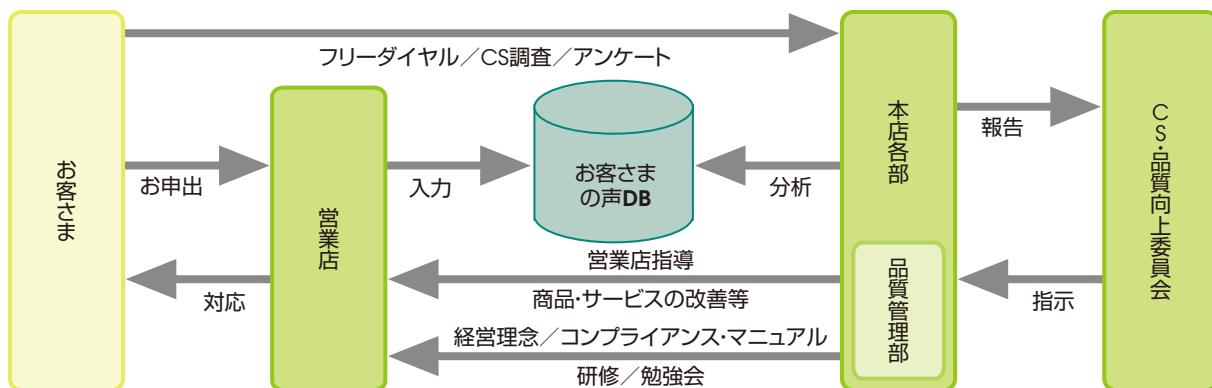 フリーダイヤル／CS調査／アンケート
お客さま
お申出
営業店
入力
お客さま
の声DB
分析
本店各部
報告
CS・品質向上委員会
対応
営業店指導
商品・サービスの改善等
品質管理部
指示
経営理念／コンプライアンス・マニュアル
研修／勉強会